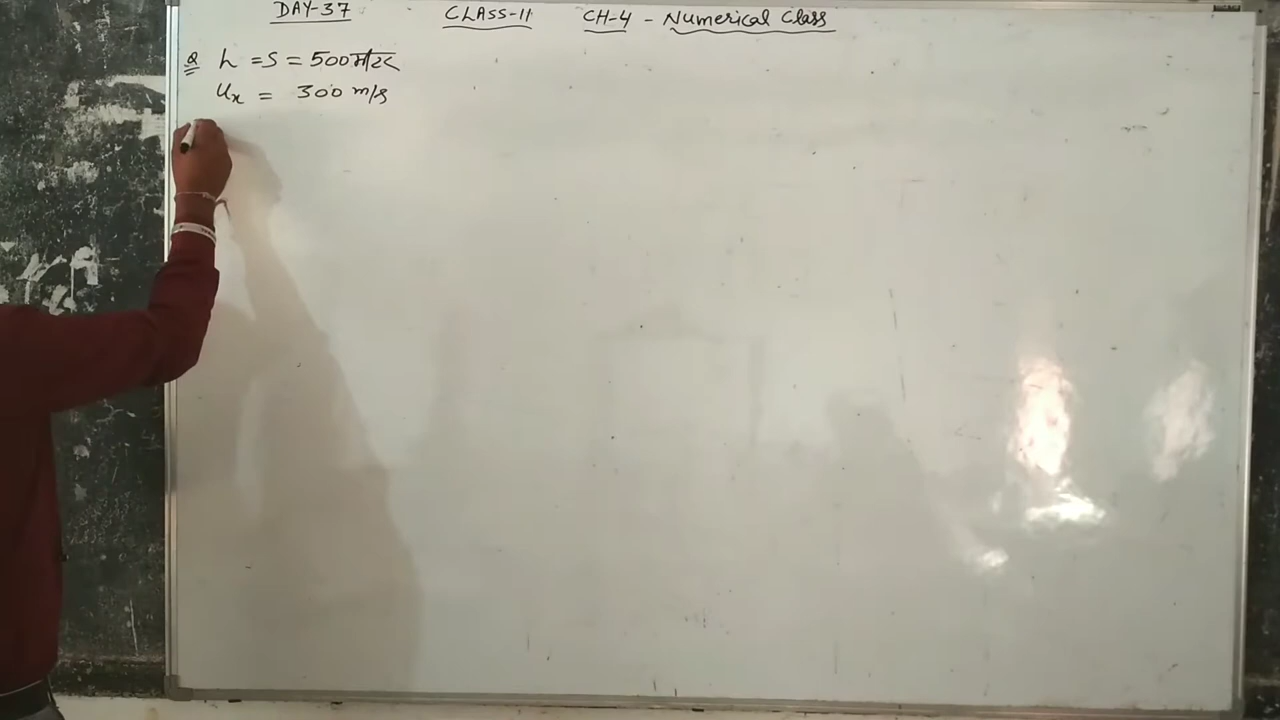 DAY-37 CLASS-11 CH-4 - Numerical Class
Q h = S = 500 मीटर
Ux = 300 m/s